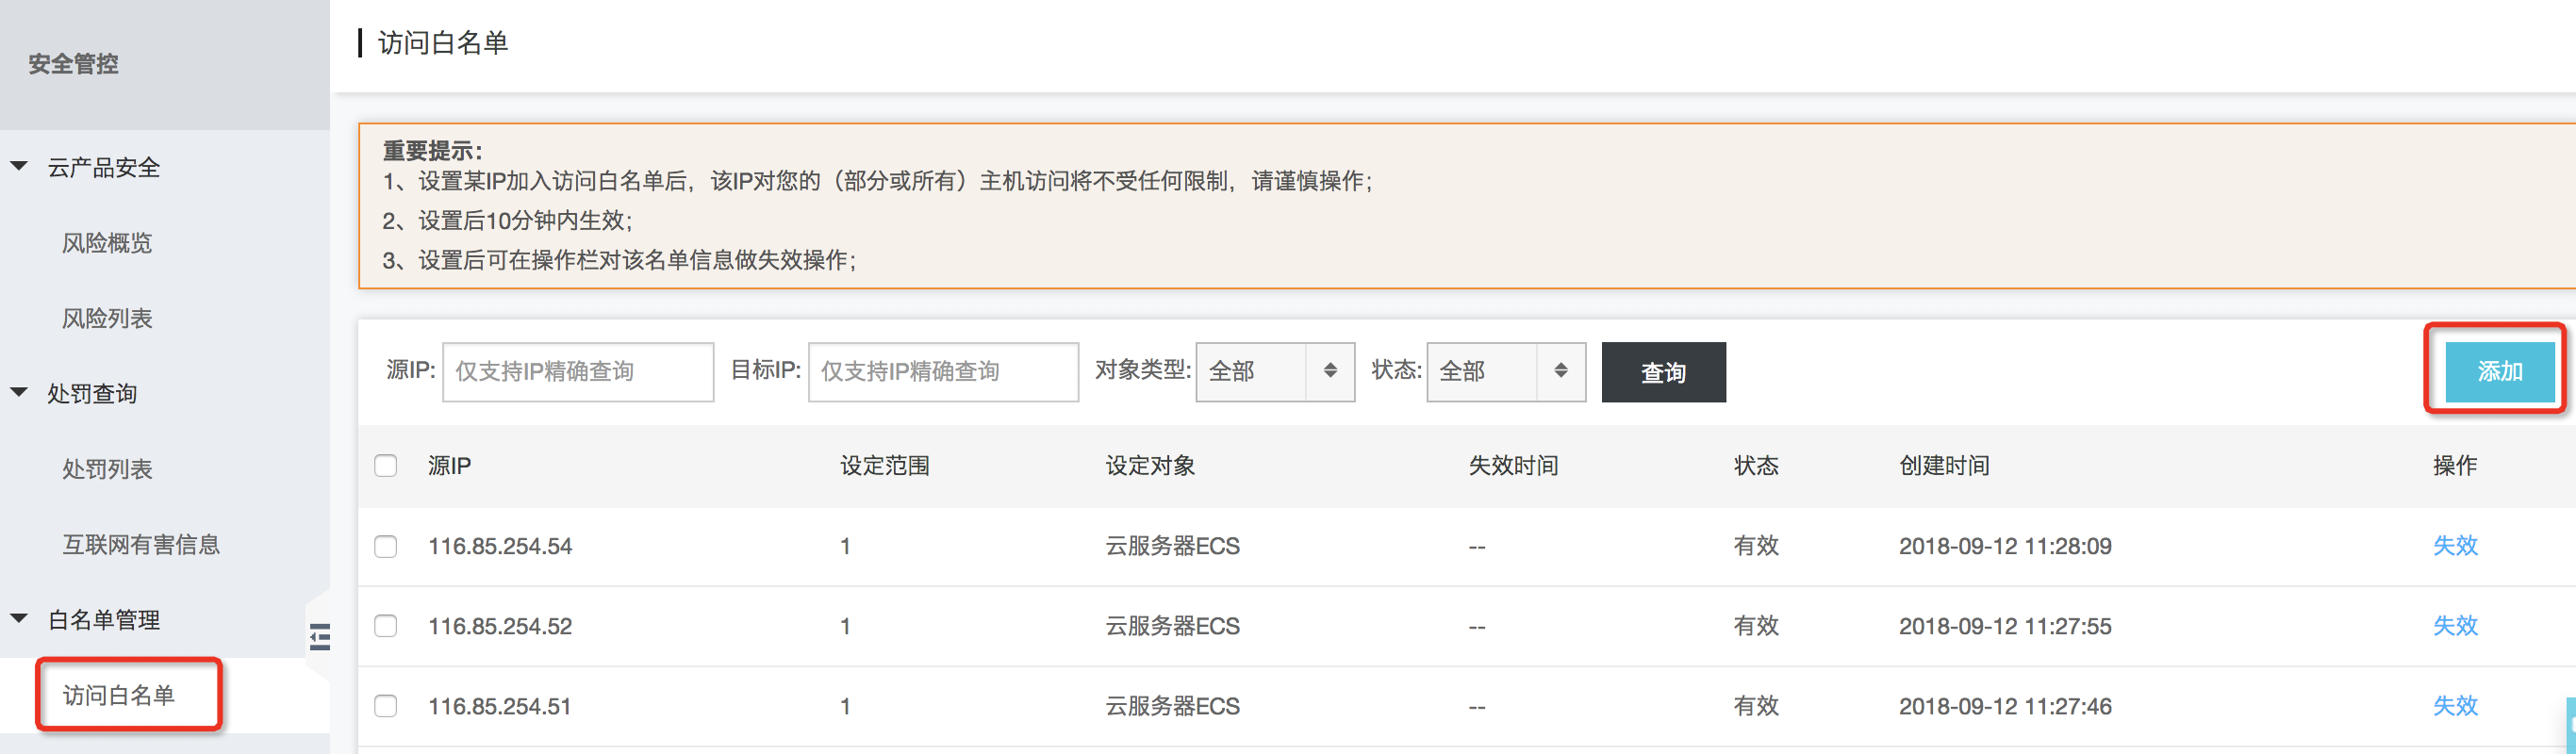 安全管控
云产品安全
风险概览
风险列表
处罚查询
处罚列表
互联网有害信息
白名单管理
访问白名单
访问白名单
重要提示：
1、设置某IP加入访问白名单后，该IP对您的（部分或所有）主机访问将不受任何限制，请谨慎操作；
2、设置后10分钟内生效；
3、设置后可在操作栏对该名单信息做失效操作；
源IP: 仅支持IP精确查询 目标IP: 仅支持IP精确查询 对象类型: 全部 状态: 全部 查询 添加
源IP 设定范围 设定对象 失效时间 状态 创建时间 操作
116.85.254.54 1 云服务器ECS -- 有效 2018-09-12 11:28:09 失效
116.85.254.52 1 云服务器ECS -- 有效 2018-09-12 11:27:55 失效
116.85.254.51 1 云服务器ECS -- 有效 2018-09-12 11:27:46 失效